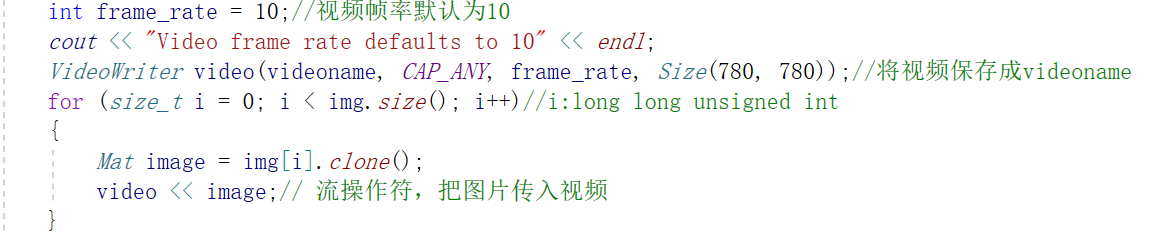 int frame_rate = 10;//视频帧率默认为10
cout << "Video frame rate defaults to 10" << endl;
VideoWriter video(videoname, CAP_ANY, frame_rate, Size(780, 780));//将视频保存成videoname
for (size_t i = 0; i < img.size(); i++)//i:long long unsigned int
{
Mat image = img[i].clone();
video << image;// 流操作符，把图片传入视频
}